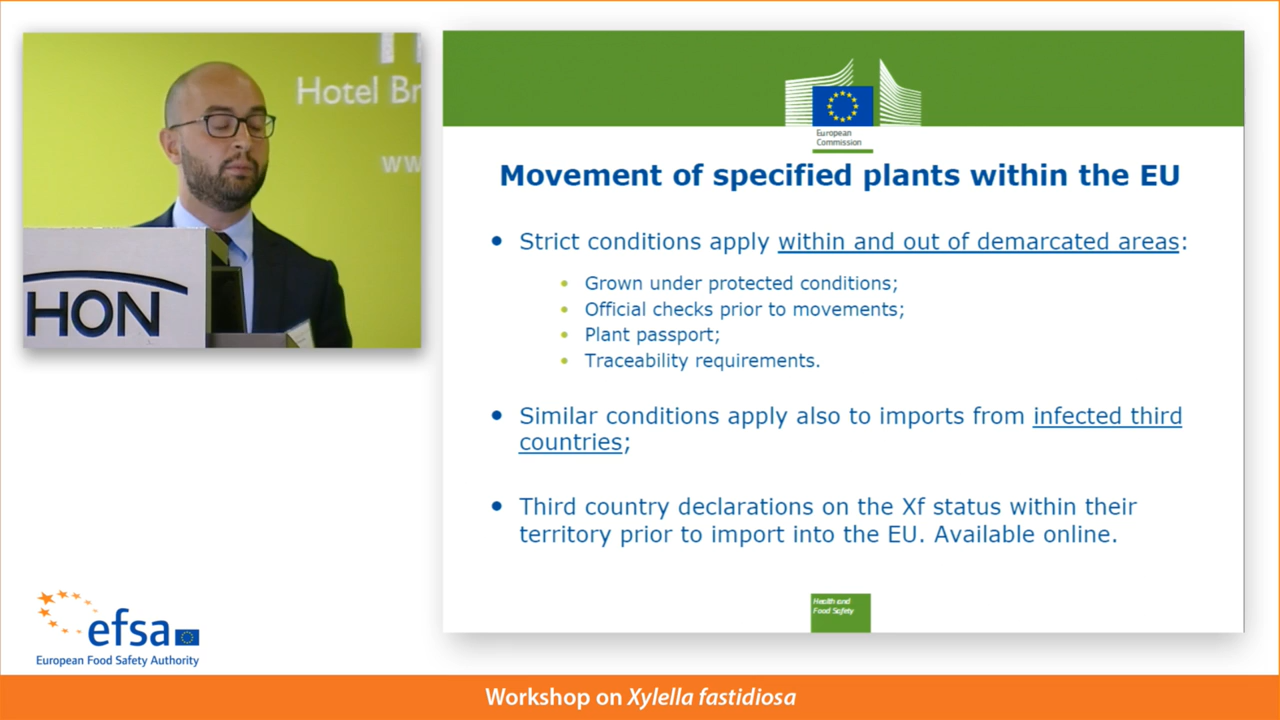 Hotel Br
HON
European
Commission
Movement of specified plants within the EU
• Strict conditions apply within and out of demarcated areas:
• Grown under protected conditions;
• Official checks prior to movements;
• Plant passport;
• Traceability requirements.
• Similar conditions apply also to imports from infected third
countries;
• Third country declarations on the Xf status within their
territory prior to import into the EU. Available online.
Health and
Food Safety
efsa
European Food Safety Authority
Workshop on Xylella fastidiosa